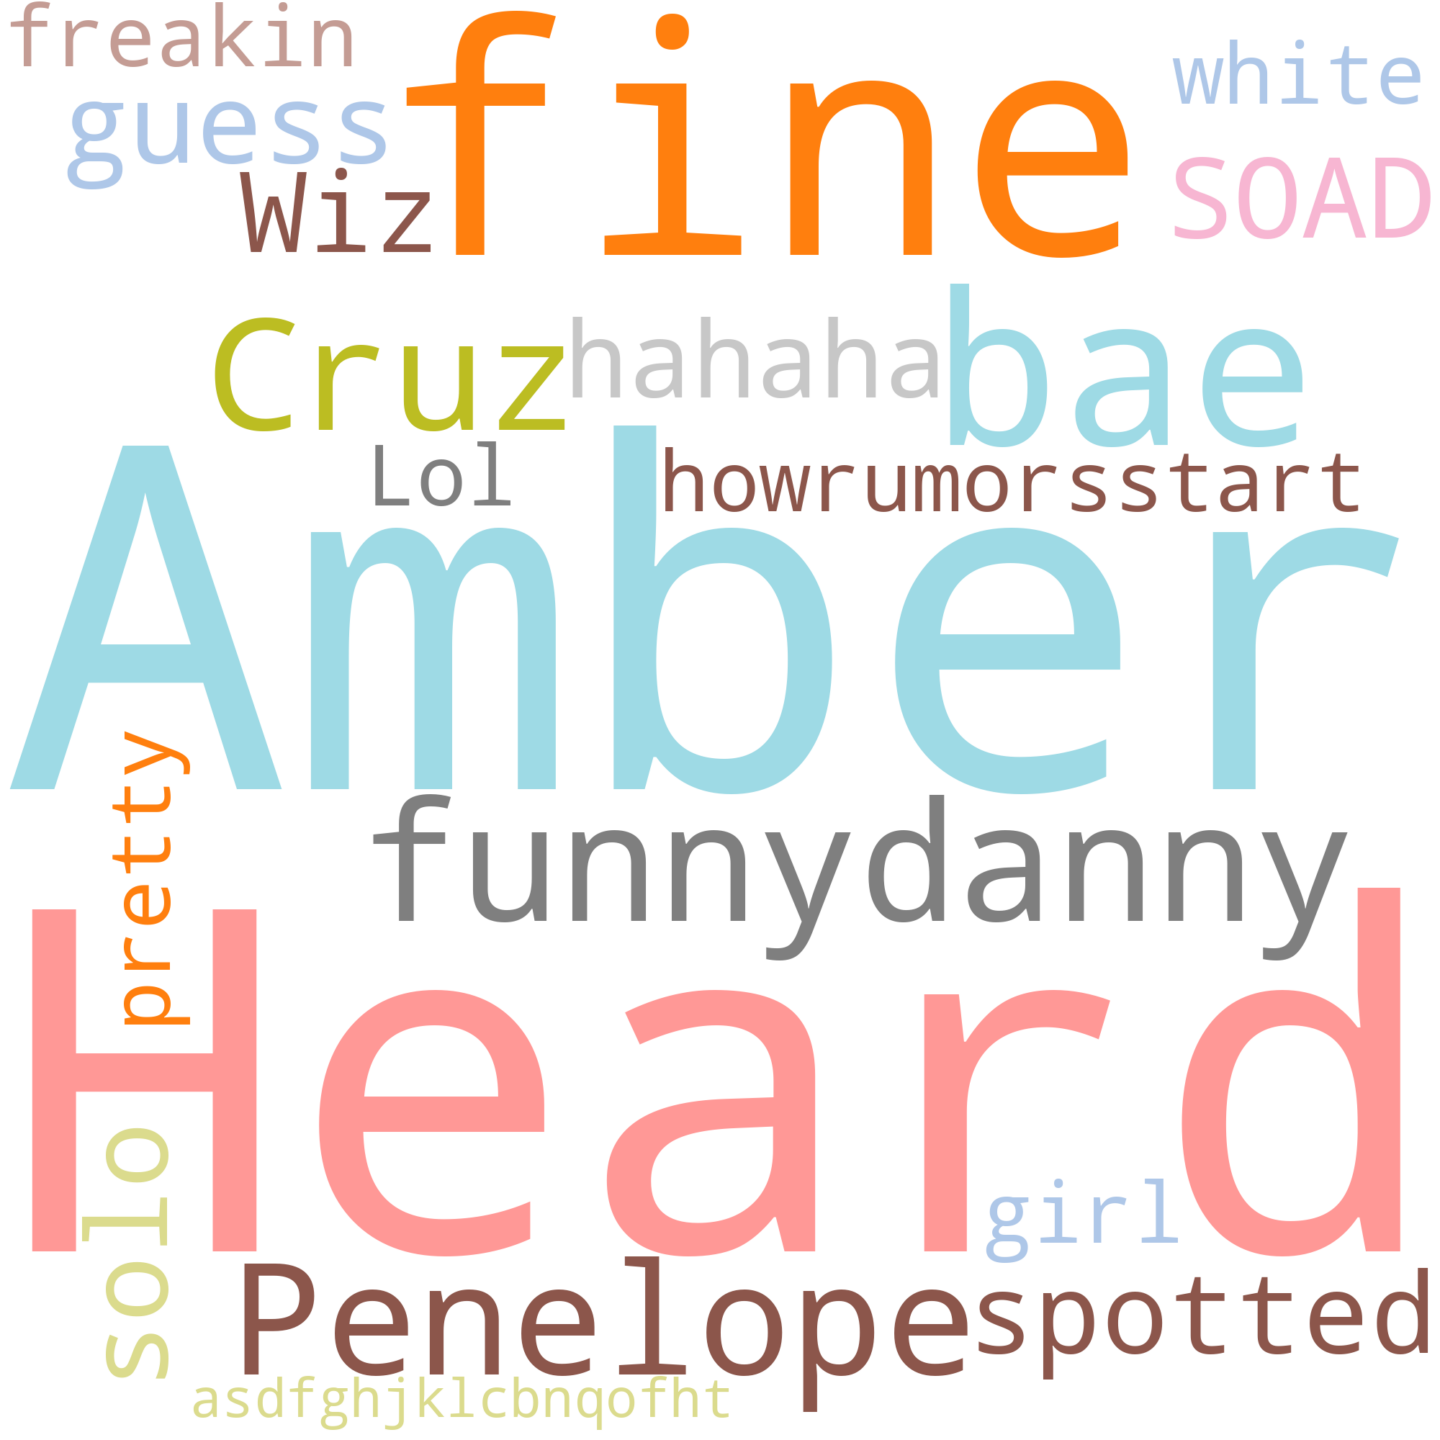 freakin
fine
white
guess
SOAD
Wiz
Cruz
hahaha
bae
Lol
howrumorsstart
Amber
pretty
funnydanny
Heard
solo
girl
Penelope
spotted
asdfghjklcbnqofht